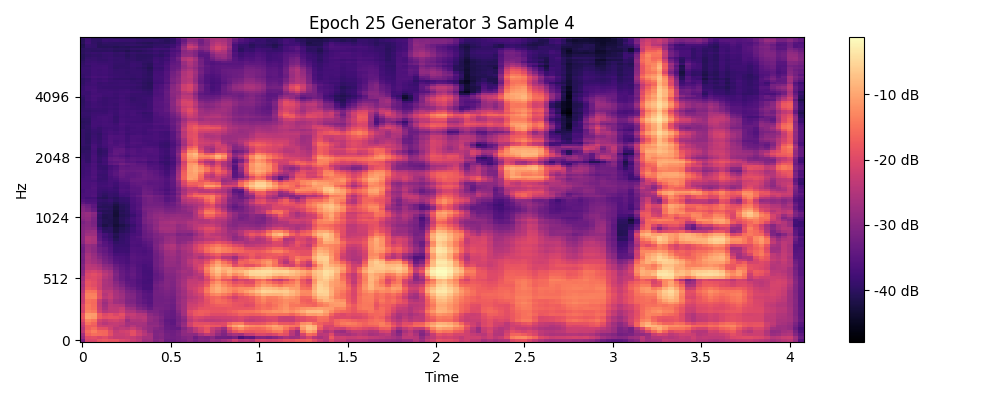 Epoch 25 Generator 3 Sample 4
Hz
4096
2048
1024
512
0
0 0.5 1 1.5 2 2.5 3 3.5 4
Time
-10 dB
-20 dB
-30 dB
-40 dB